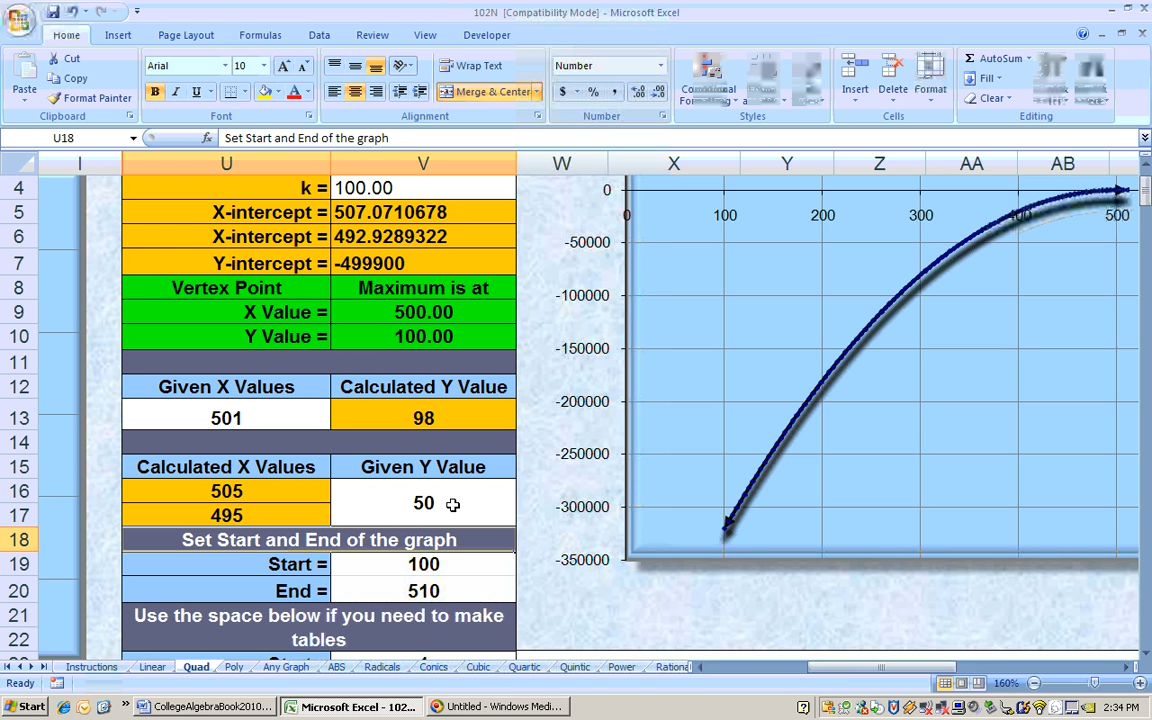 102N [Compatibility Mode] - Microsoft Excel
Home Insert Page Layout Formulas Data Review View Developer
Paste
Cut
Copy
Format Painter
Clipboard
Arial 10
B I U
Font
Wrap Text
Merge & Center
Alignment
Number
$ % ,
Number
Conditional Formatting
Styles
Insert Delete Format
Cells
AutoSum
Fill
Clear
Editing
U18 fx Set Start and End of the graph
I U V W X Y Z AA AB
4 k = 100.00
5 X-intercept = 507.0710678
6 X-intercept = 492.9289322
7 Y-intercept = -499900
8 Vertex Point Maximum is at
9 X Value = 500.00
10 Y Value = 100.00
11
12 Given X Values Calculated Y Value
13 501 98
14
15 Calculated X Values Given Y Value
16 505 50
17 495
18 Set Start and End of the graph
19 Start = 100
20 End = 510
21 Use the space below if you need to make
22 tables
0
0 100 200 300 400 500
-50000
-100000
-150000
-200000
-250000
-300000
-350000
Instructions Linear Quad Poly Any Graph ABS Radicals Conics Cubic Quartic Quintic Power Rationa
Ready 160%
Start CollegeAlgebraBook2010... Microsoft Excel - 102... Untitled - Windows Medi... 2:34 PM